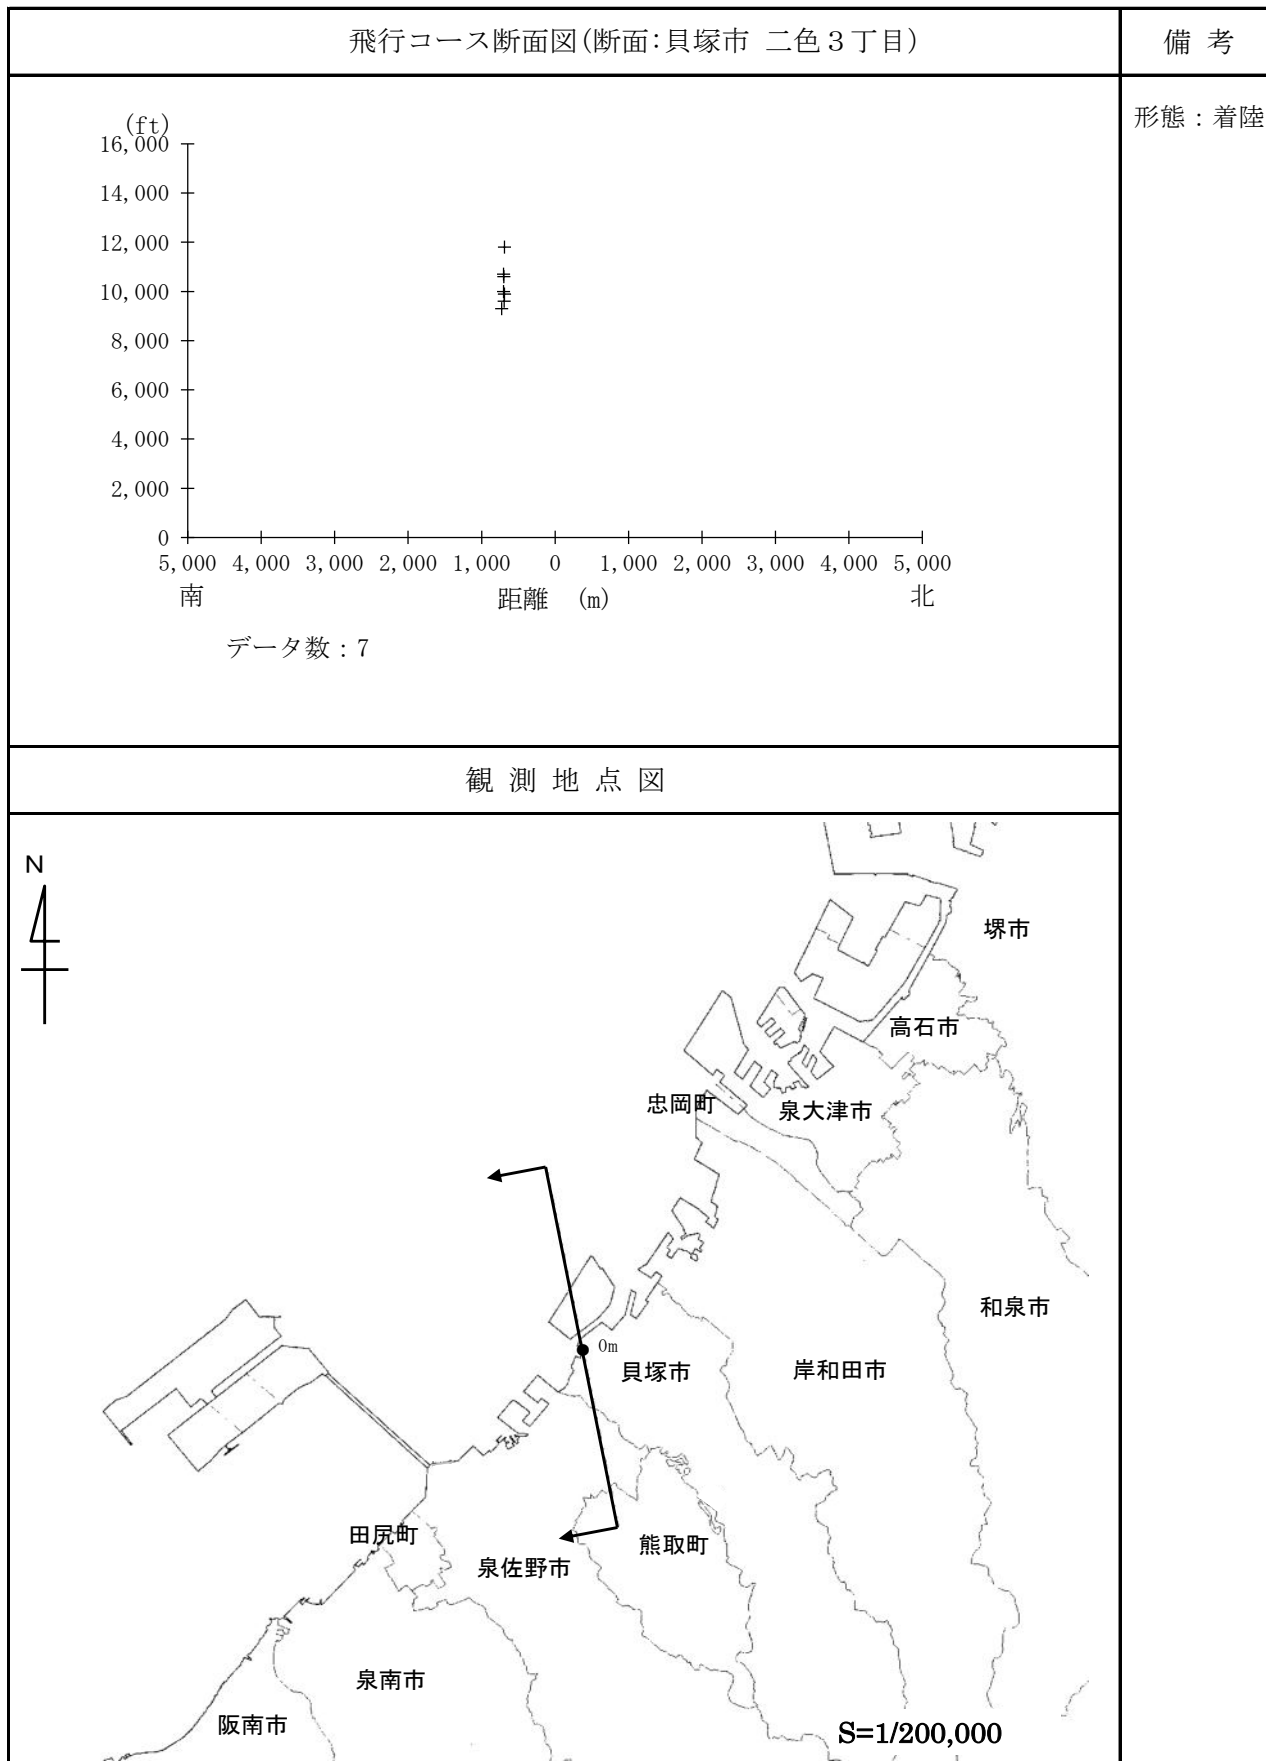 飛行コース断面図(断面:貝塚市 二色３丁目)
備 考
形態：着陸
(ft)
16,000
14,000
12,000
10,000
8,000
6,000
4,000
2,000
0
5,000 4,000 3,000 2,000 1,000 0 1,000 2,000 3,000 4,000 5,000
南 距離 (m) 北
データ数：7
観 測 地 点 図
N
堺市
高石市
忠岡町
泉大津市
和泉市
0m
貝塚市
岸和田市
田尻町
熊取町
泉佐野市
泉南市
阪南市
S=1/200,000